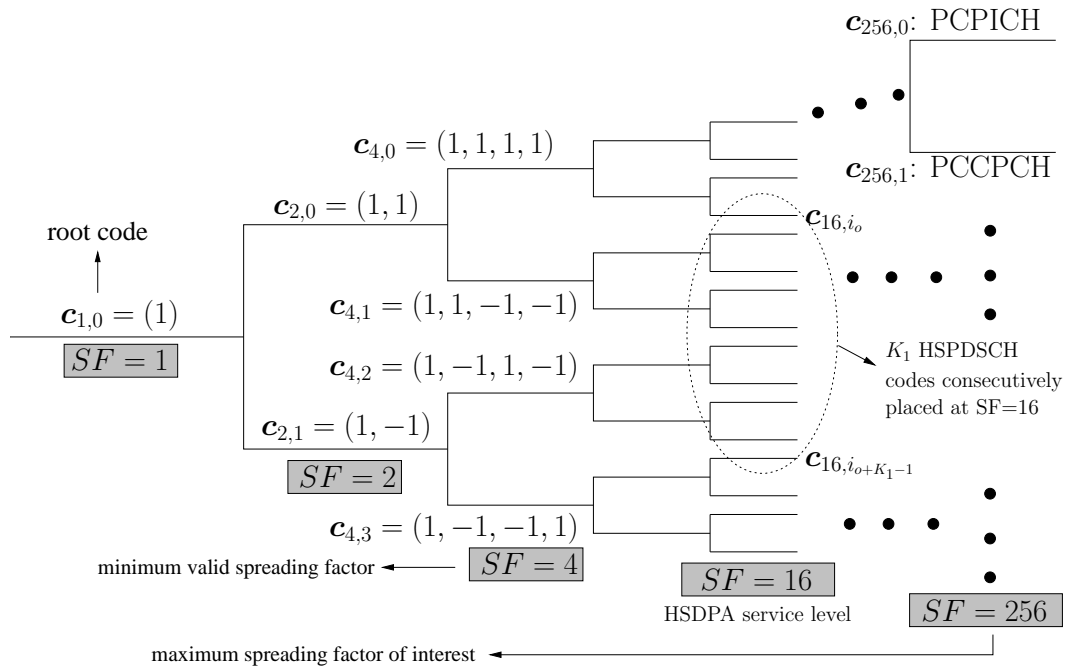 c256,0: PCPICH
c4,0 = (1, 1, 1, 1)
c256,1: PCCPCH
c2,0 = (1, 1)
c16,io
root code
c1,0 = (1)
SF = 1
c4,1 = (1, 1, −1, −1)
c4,2 = (1, −1, 1, −1)
K1 HSPDSCH
codes consecutively
placed at SF=16
c2,1 = (1, −1)
SF = 2
c16,io+K1−1
c4,3 = (1, −1, −1, 1)
minimum valid spreading factor
SF = 4
SF = 16
HSDPA service level
SF = 256
maximum spreading factor of interest